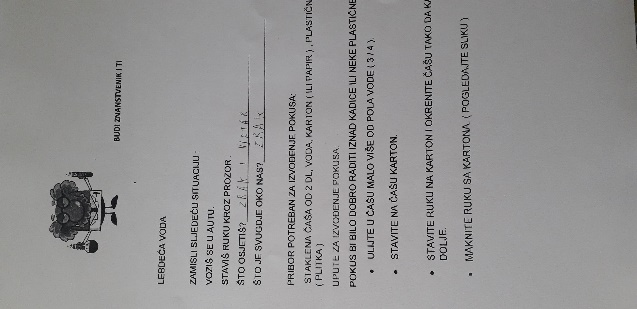 BUDI ZNANSTVENIK I TI
LEBDEĆA VODA
ZAMISLI SLJEDEĆU SITUACIJU :
VOZIŠ SE U AUTU.
STAVIŠ RUKU KROZ PROZOR .
ŠTO OSJETIŠ? ZRAK I VJETAR
ŠTO JE SVUGDJE OKO NAS? ZRAK
PRIBOR POTREBAN ZA IZVOĐENJE POKUSA:
STAKLENA ČAŠA OD 2 DL, VODA, KARTON ( ILI PAPIR ) , PLASTIČN
( PLITKA )
UPUTE ZA IZVOĐENJE POKUSA
POKUS BI BILO DOBRO RADITI IZNAD KADICE ILI NEKE PLASTIČNE
• ULIJTE U ČAŠU MALO VIŠE OD POLA VODE ( 3 / 4 ).
• STAVITE NA ČAŠU KARTON.
• STAVITE RUKU NA KARTON I OKRENITE ČAŠU TAKO DA KA
DOLJE.
• MAKNITE RUKU SA KARTONA. ( POGLEDAJTE SLIKU )